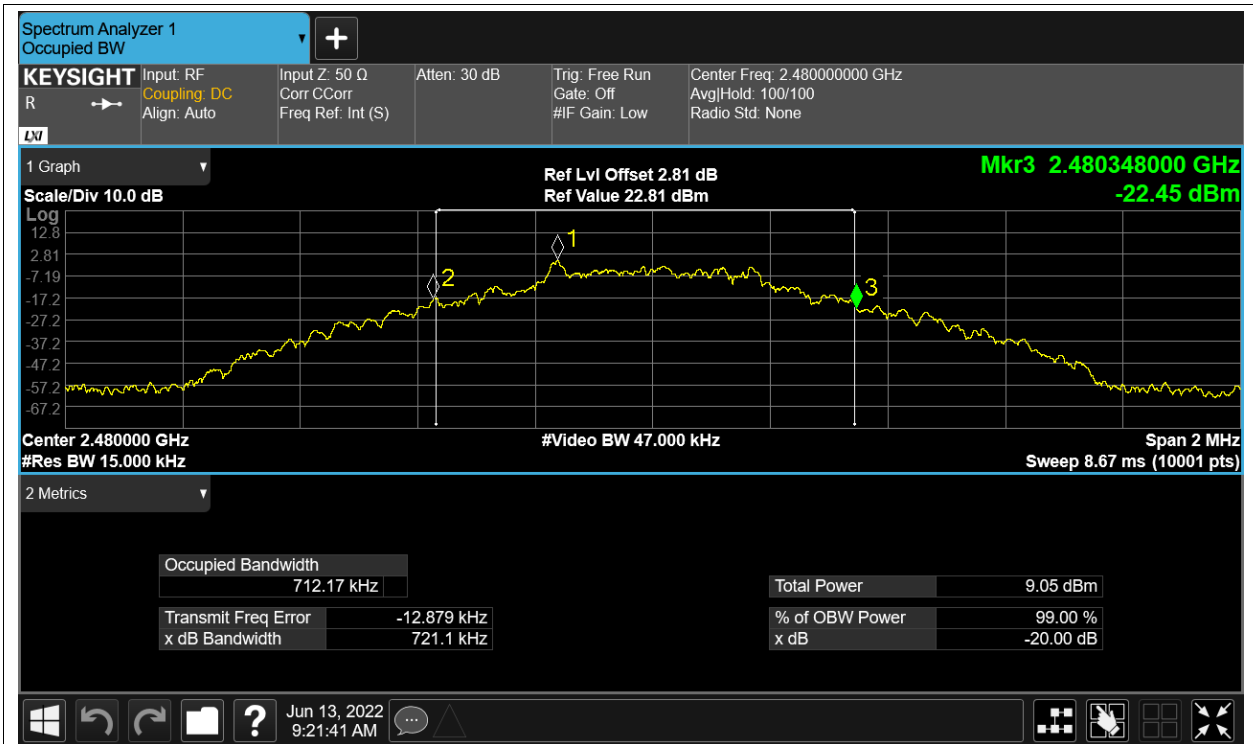 Spectrum Analyzer 1
Occupied BW
KEYSIGHT
R
LXI
Input: RF
Coupling: DC
Align: Auto
Input Z: 50 Ω
Corr CCorr
Freq Ref: Int (S)
Atten: 30 dB
Trig: Free Run
Gate: Off
#IF Gain: Low
Center Freq: 2.480000000 GHz
Avg|Hold: 100/100
Radio Std: None
1 Graph
Scale/Div 10.0 dB
Ref Lvl Offset 2.81 dB
Ref Value 22.81 dBm
Mkr3 2.480348000 GHz
-22.45 dBm
Log
12.8
2.81
-7.19
-17.2
-27.2
-37.2
-47.2
-57.2
-67.2
1
2
3
Center 2.480000 GHz
#Res BW 15.000 kHz
#Video BW 47.000 kHz
Span 2 MHz
Sweep 8.67 ms (10001 pts)
2 Metrics
Occupied Bandwidth
712.17 kHz
Transmit Freq Error -12.879 kHz
x dB Bandwidth 721.1 kHz
Total Power 9.05 dBm
% of OBW Power 99.00 %
x dB -20.00 dB
Jun 13, 2022
9:21:41 AM